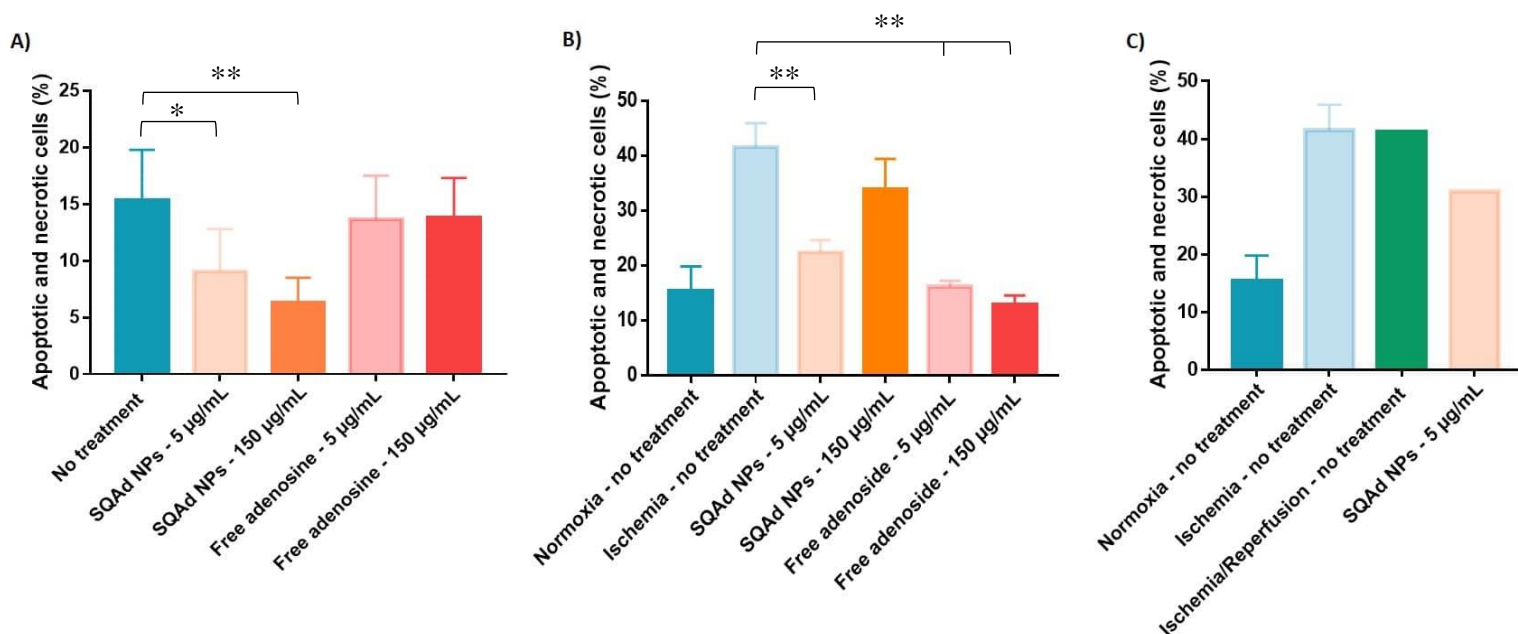 A)
Apoptotic and necrotic cells (%)
25
20
15
10
5
0
**
*
No treatment
SQAd NPs - 5 µg/mL
SQAd NPs - 150 µg/mL
Free adenosine - 5 µg/mL
Free adenosine - 150 µg/mL
B)
Apoptotic and necrotic cells (%)
50
40
30
20
10
0
**
**
Normoxia - no treatment
Ischemia - no treatment
SQAd NPs - 5 µg/mL
SQAd NPs - 150 µg/mL
Free adenoside - 5 µg/mL
Free adenoside - 150 µg/mL
C)
Apoptotic and necrotic cells (%)
50
40
30
20
10
0
Normoxia - no treatment
Ischemia - no treatment
Ischemia/Reperfusion - no treatment
SQAd NPs - 5 µg/mL